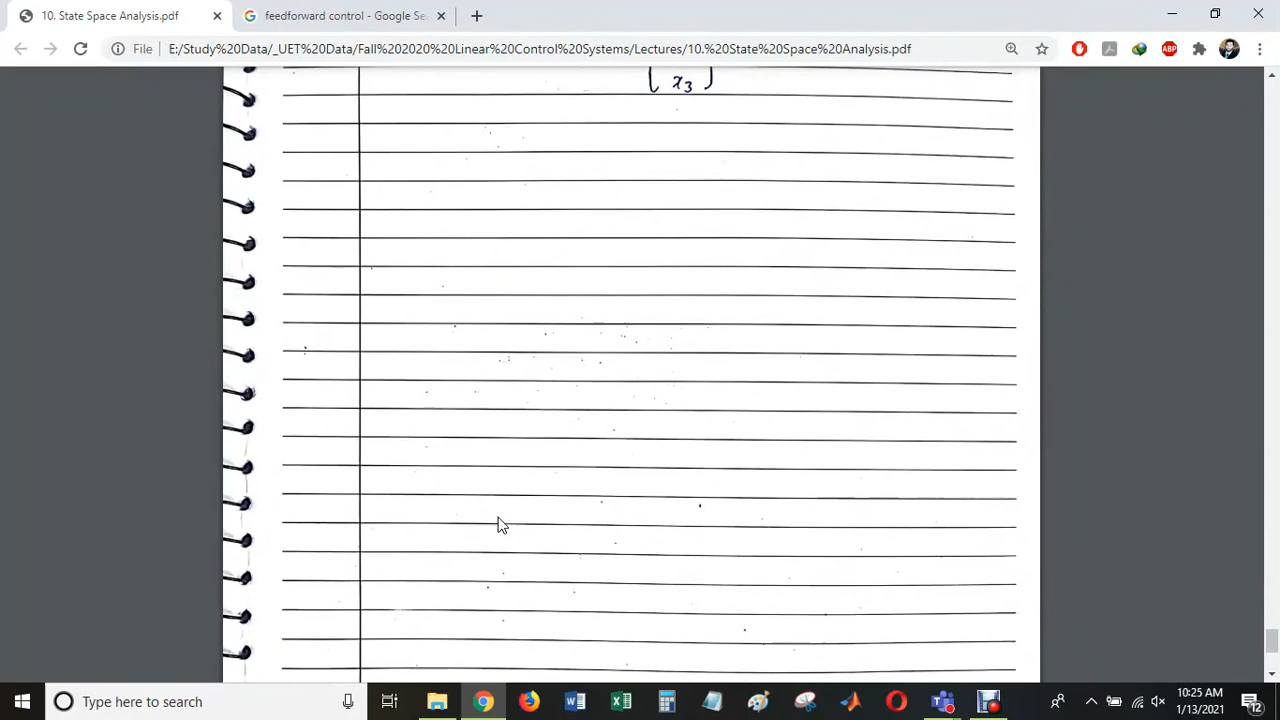 10. State Space Analysis.pdf
feedforward control - Google Se
File
E:/Study%20Data/_UET%20Data/Fall%202020%20Linear%20Control%20Systems/Lectures/10.%20State%20Space%20Analysis.pdf
ABP
x₃
Type here to search
10:25 AM
1/13/2021
12